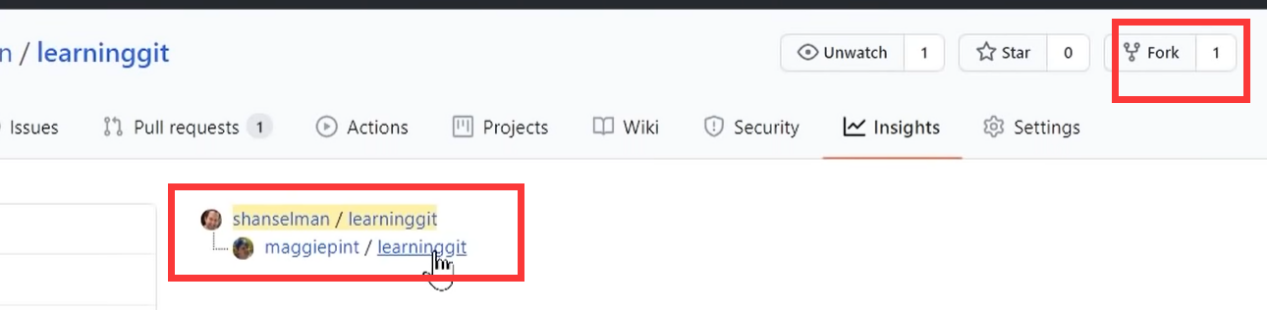 n / learninggit
Unwatch 1 Star 0 Fork 1
Issues Pull requests 1 Actions Projects Wiki Security Insights Settings
shanselman / learninggit
maggiepint / learninggit